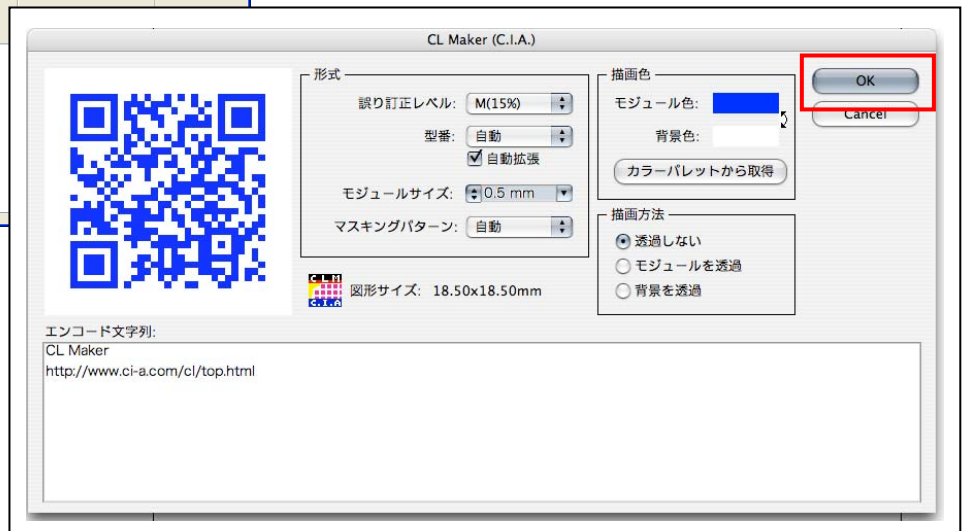 CL Maker (C.I.A.)
形式
誤り訂正レベル: M(15%)
型番: 自動
自動拡張
モジュールサイズ: 0.5 mm
マスキングパターン: 自動
CLM
C.I.A
図形サイズ: 18.50x18.50mm
描画色
モジュール色:
背景色:
カラーパレットから取得
描画方法
透過しない
モジュールを透過
背景を透過
OK
Cancel
エンコード文字列:
CL Maker
http://www.ci-a.com/cl/top.html